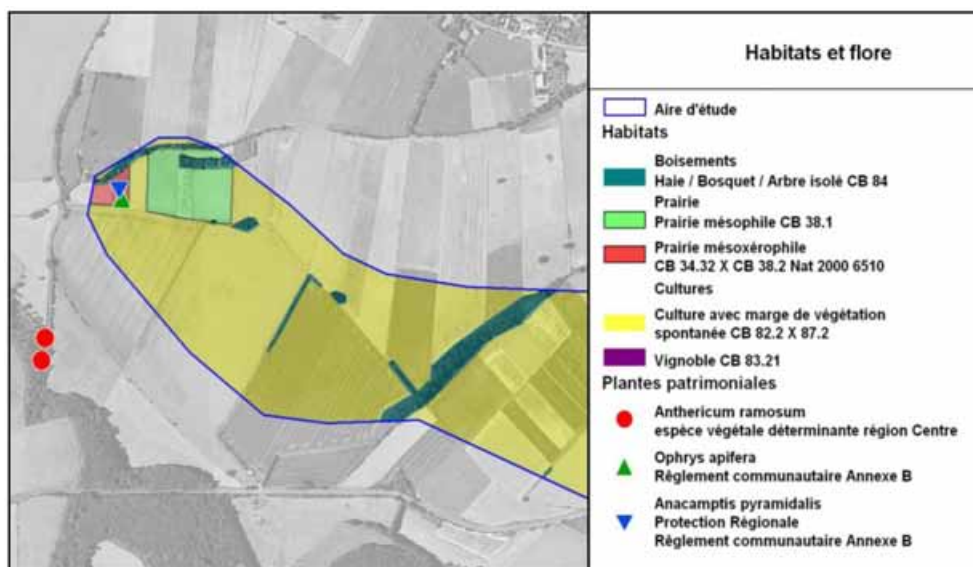 Habitats et flore
Aire d'étude
Habitats
Boisements
Haie / Bosquet / Arbre isolé CB 84
Prairie
Prairie mésophile CB 38.1
Prairie mésoxérophile
CB 34.32 X CB 38.2 Nat 2000 6510
Cultures
Culture avec marge de végétation
spontanée CB 82.2 X 87.2
Vignoble CB 83.21
Plantes patrimoniales
Anthericum ramosum
espèce végétale déterminante région Centre
Ophrys apifera
Règlement communautaire Annexe B
Anacamptis pyramidalis
Protection Régionale
Règlement communautaire Annexe B